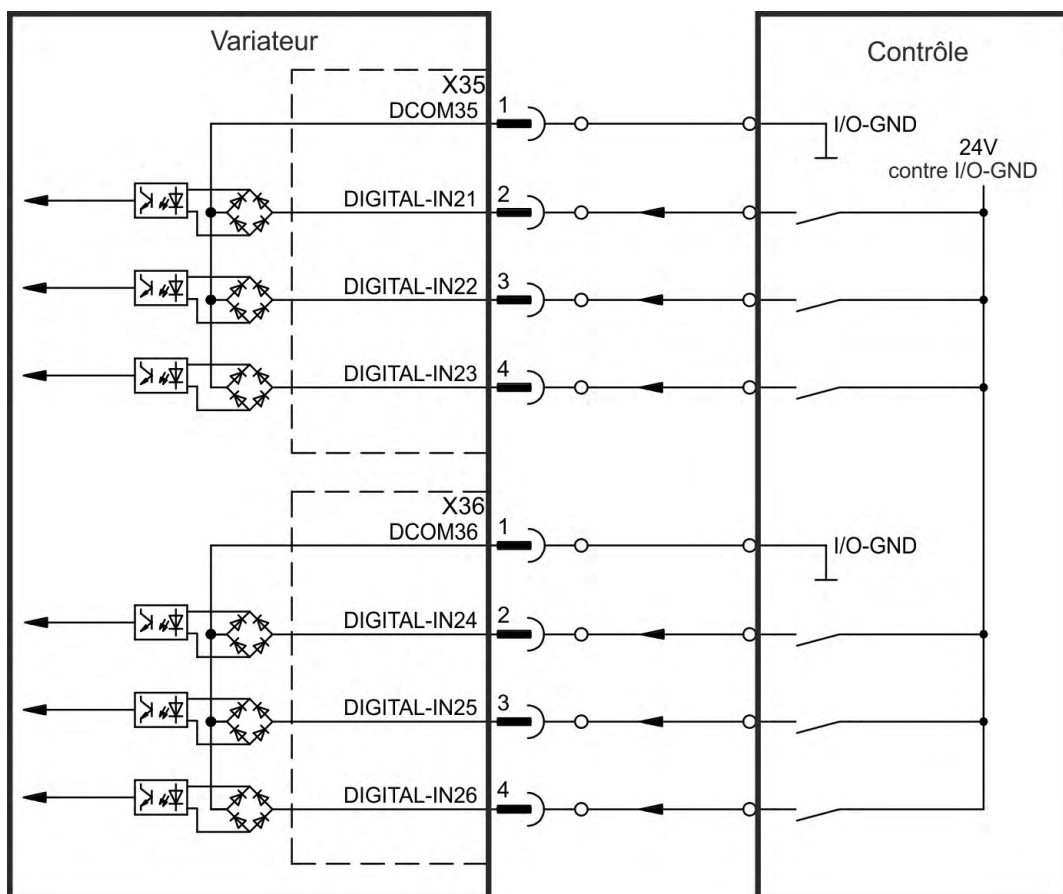 Variateur
Contrôle
X35
DCOM35
1
I/O-GND
24V
contre I/O-GND
DIGITAL-IN21
2
DIGITAL-IN22
3
DIGITAL-IN23
4
X36
DCOM36
1
I/O-GND
DIGITAL-IN24
2
DIGITAL-IN25
3
DIGITAL-IN26
4